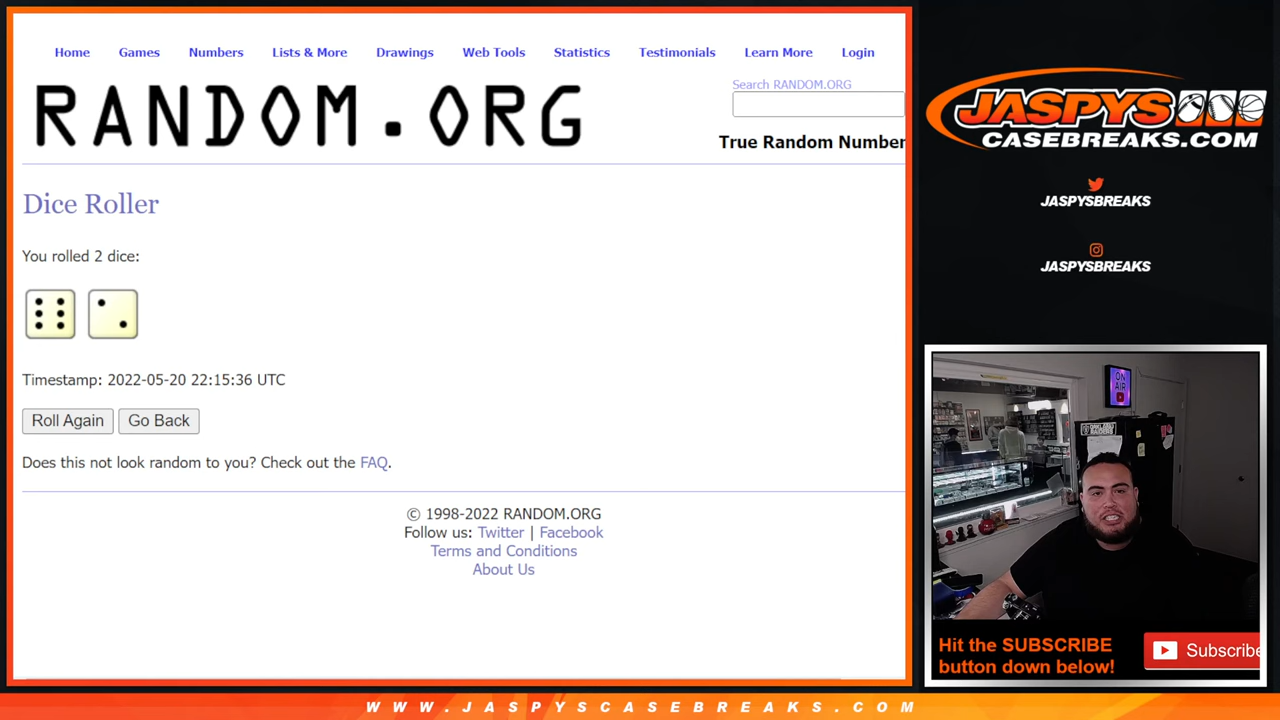 Home Games Numbers Lists & More Drawings Web Tools Statistics Testimonials Learn More Login
RANDOM.ORG
Search RANDOM.ORG
True Random Number
Dice Roller
You rolled 2 dice:
Timestamp: 2022-05-20 22:15:36 UTC
Roll Again Go Back
Does this not look random to you? Check out the FAQ.
© 1998-2022 RANDOM.ORG
Follow us: Twitter | Facebook
Terms and Conditions
About Us
JASPYS
CASEBREAKS.COM
JASPYSBREAKS
JASPYSBREAKS
ON
AIR
Hit the SUBSCRIBE
button down below!
Subscribe
WWW.JASPYSCASEBREAKS.COM